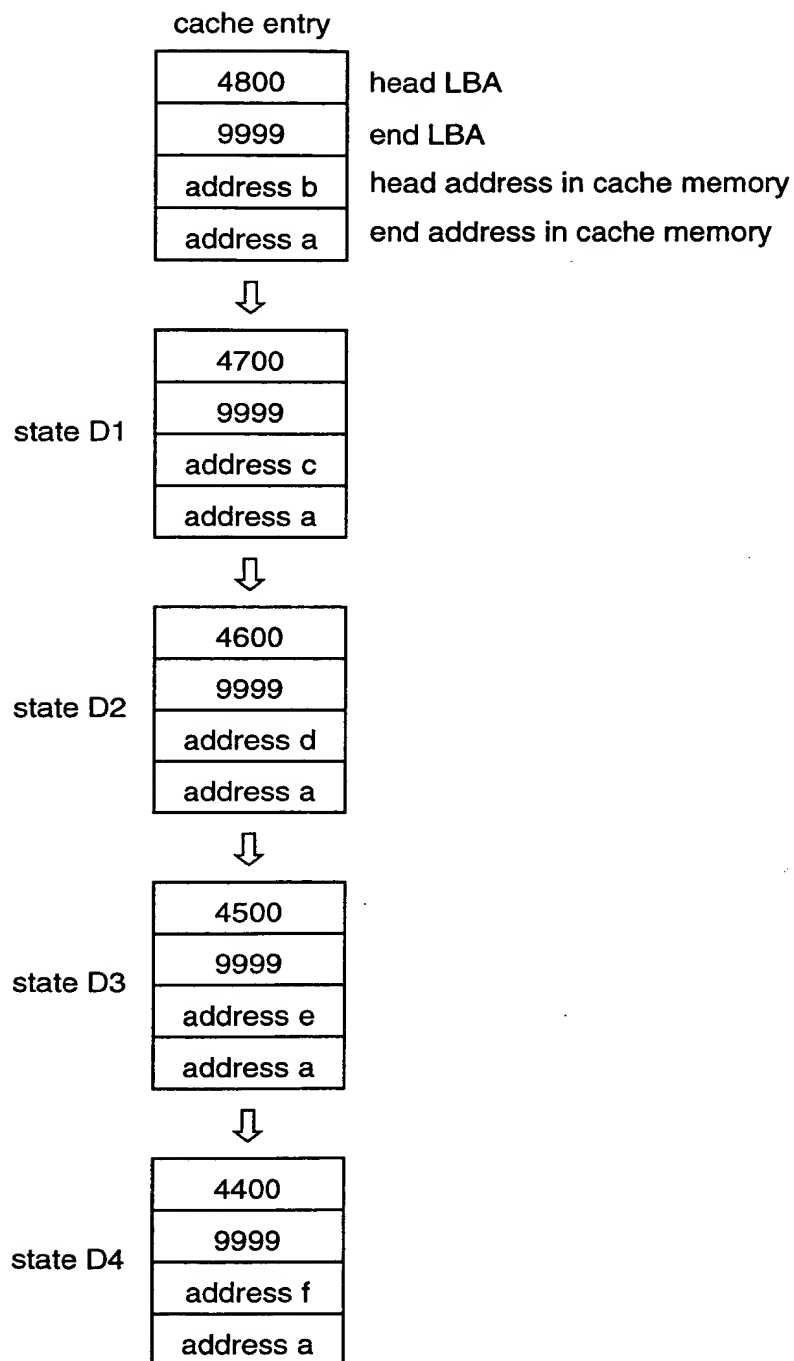 cache entry
4800 head LBA
9999 end LBA
address b head address in cache memory
address a end address in cache memory
4700
9999
state D1
address c
address a
4600
9999
state D2
address d
address a
4500
9999
state D3
address e
address a
4400
9999
state D4
address f
address a